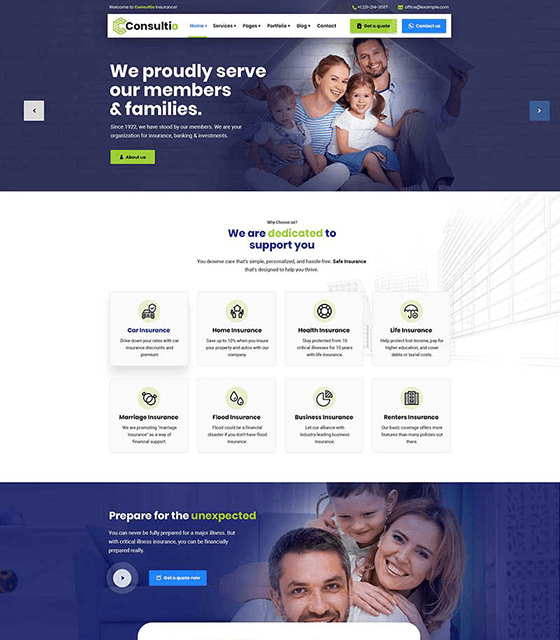 Welcome to Consultio Insurance!
+1 231-214-3567
office@example.com
Consultio
Home
Services
Pages
Portfolio
Blog
Contact
Get a quote
Contact us
We proudly serve
our members
& families.
Since 1922, we have stood by our members. We are your
organization for insurance, banking & investments.
About us
Why Choose us?
We are dedicated to
support you
You deserve care that's simple, personalized, and hassle-free. Safe Insurance
that's designed to help you thrive.
Car Insurance
Drive down your rates with car
insurance discounts and
premium
Home Insurance
Save up to 10% when you insure
your property and autos with our
company.
Health Insurance
Stay protected from 10
critical illnesses for 10 years
with life insurance.
Life Insurance
Help protect lost income, pay for
higher education, and cover
debts or burial costs.
Marriage Insurance
We are promoting "marriage
insurance" as a way of
financial support.
Flood Insurance
Flood could be a financial
disaster if you don't have flood
insurance.
Business Insurance
Let our alliance with
industry-leading business
insurance.
Renters Insurance
Our basic coverage offers more
features than many policies out
there.
Prepare for the unexpected
You can never be fully prepared for a major illness. But
with critical illness insurance, you can be financially
prepared really.
Get a quote now